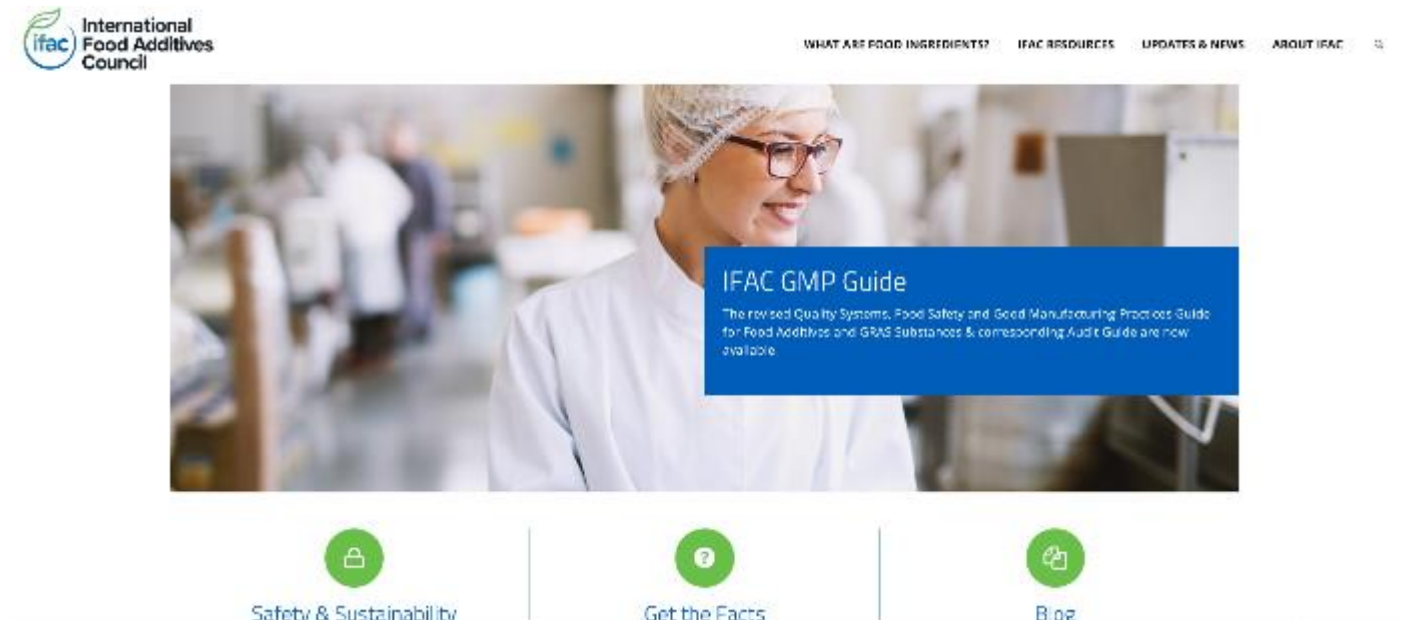 ifac
International
Food Additives
Council
WHAT ARE FOOD INGREDIENTS?
IFAC RESOURCES
UPDATES & NEWS
ABOUT IFAC
IFAC GMP Guide
The revised Quality Systems, Food Safety and Good Manufacturing Practices Guide
for Food Additives and GRAS Substances & corresponding Audit Guide are now
available.
Safety & Sustainability
Get the Facts
Blog